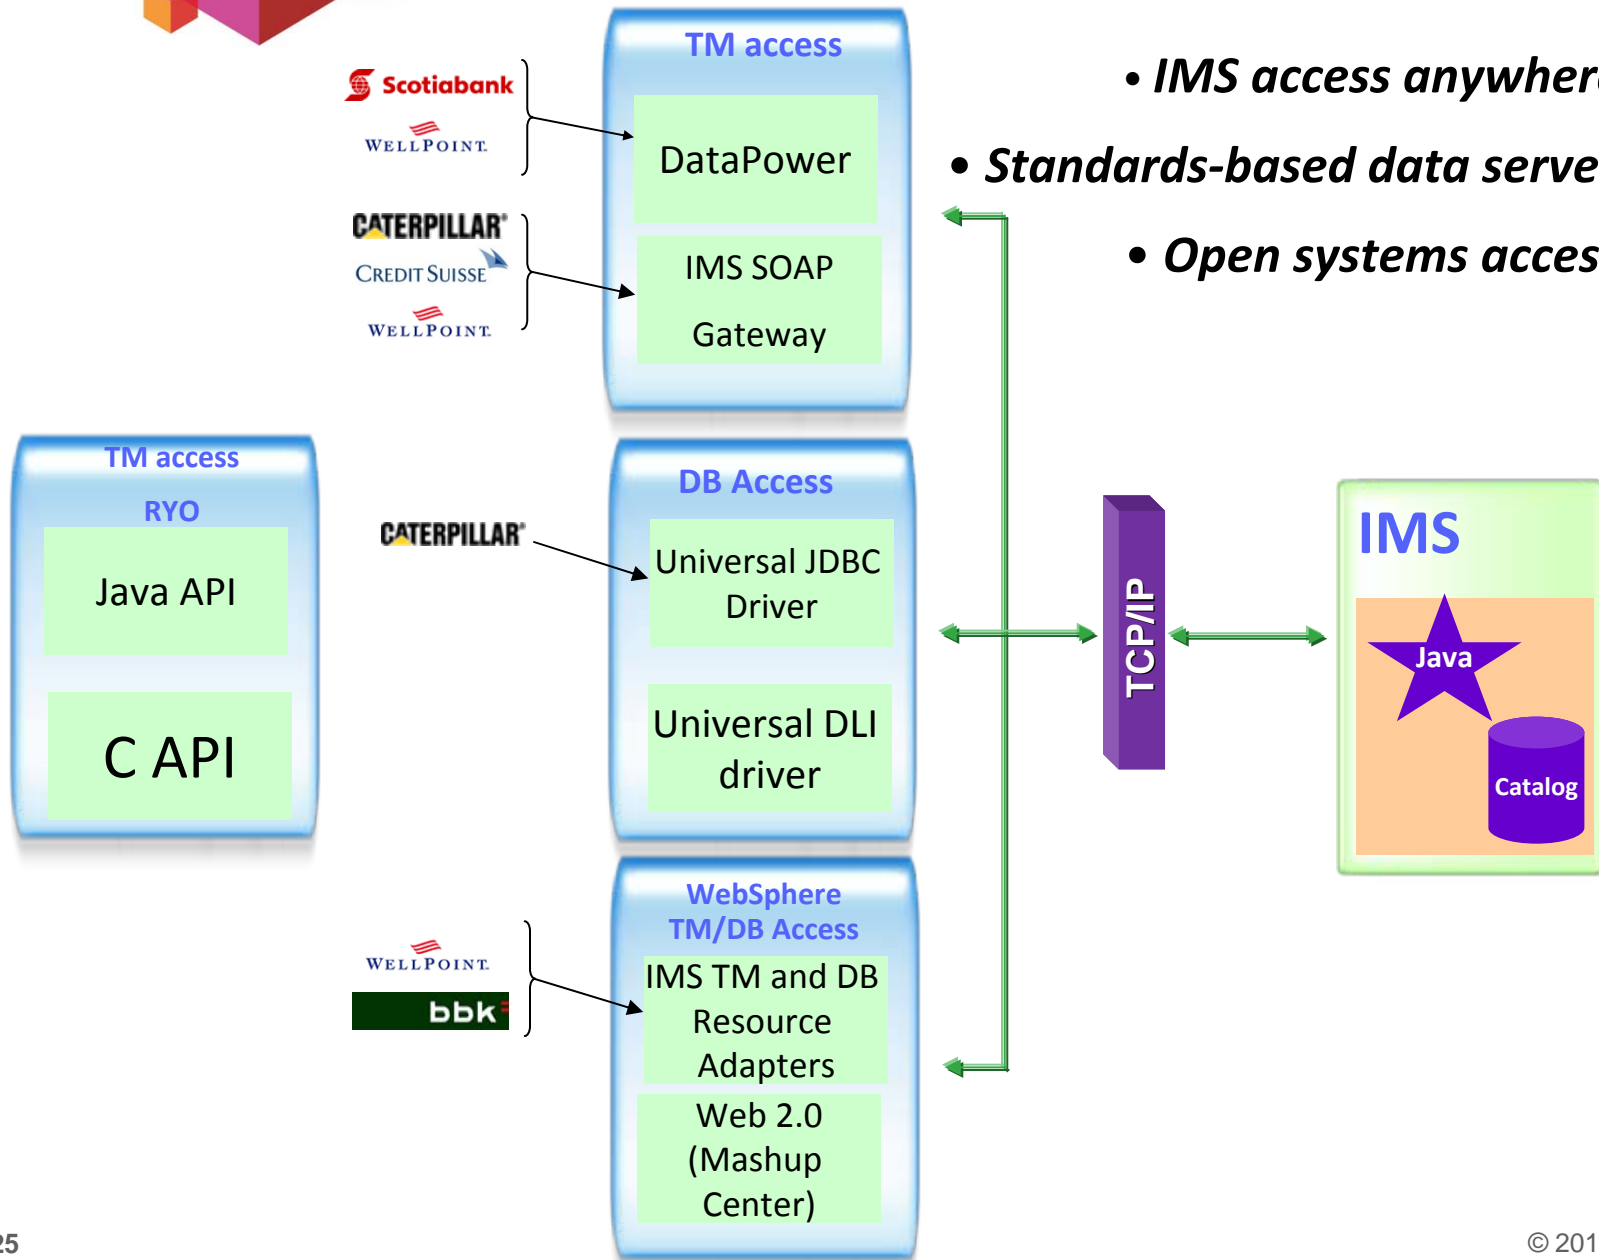 TM access
DataPower
IMS SOAP
Gateway
Scotiabank
WELLPOINT.
CATERPILLAR®
CREDIT SUISSE
WELLPOINT.
• IMS access anywhere
• Standards-based data serve
• Open systems acces
TM access
RYO
Java API
C API
CATERPILLAR®
DB Access
Universal JDBC
Driver
Universal DLI
driver
TCP/IP
IMS
Java
Catalog
WELLPOINT.
bbk
WebSphere
TM/DB Access
IMS TM and DB
Resource
Adapters
Web 2.0
(Mashup
Center)
25
© 201